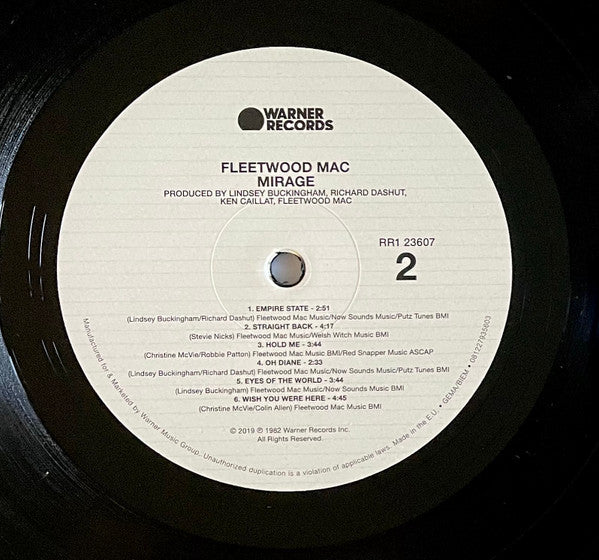 WARNER
RECORDS
FLEETWOOD MAC
MIRAGE
PRODUCED BY LINDSEY BUCKINGHAM, RICHARD DASHUT,
KEN CAILLAT, FLEETWOOD MAC
RR1 23607
2
1. EMPIRE STATE - 2:51
(Lindsey Buckingham/Richard Dashut) Fleetwood Mac Music/Now Sounds Music/Putz Tunes BMI
2. STRAIGHT BACK - 4:17
(Stevie Nicks) Fleetwood Mac Music/Welsh Witch Music BMI
3. HOLD ME - 3:44
(Christine McVie/Robbie Patton) Fleetwood Mac Music BMI/Red Snapper Music ASCAP
4. OH DIANE - 2:33
(Lindsey Buckingham/Richard Dashut) Fleetwood Mac Music/Now Sounds Music/Putz Tunes BMI
5. EYES OF THE WORLD - 3:44
(Lindsey Buckingham) Fleetwood Mac Music/Now Sounds Music BMI
6. WISH YOU WERE HERE - 4:45
(Christine McVie/Colin Allen) Fleetwood Mac Music BMI
© 2019 ℗ 1982 Warner Records Inc.
All Rights Reserved.
Manufactured for & Marketed by Warner Music Group. Unauthorized duplication is a violation of applicable laws. Made in the E.U. • GEMA/BIEM • 081227935603